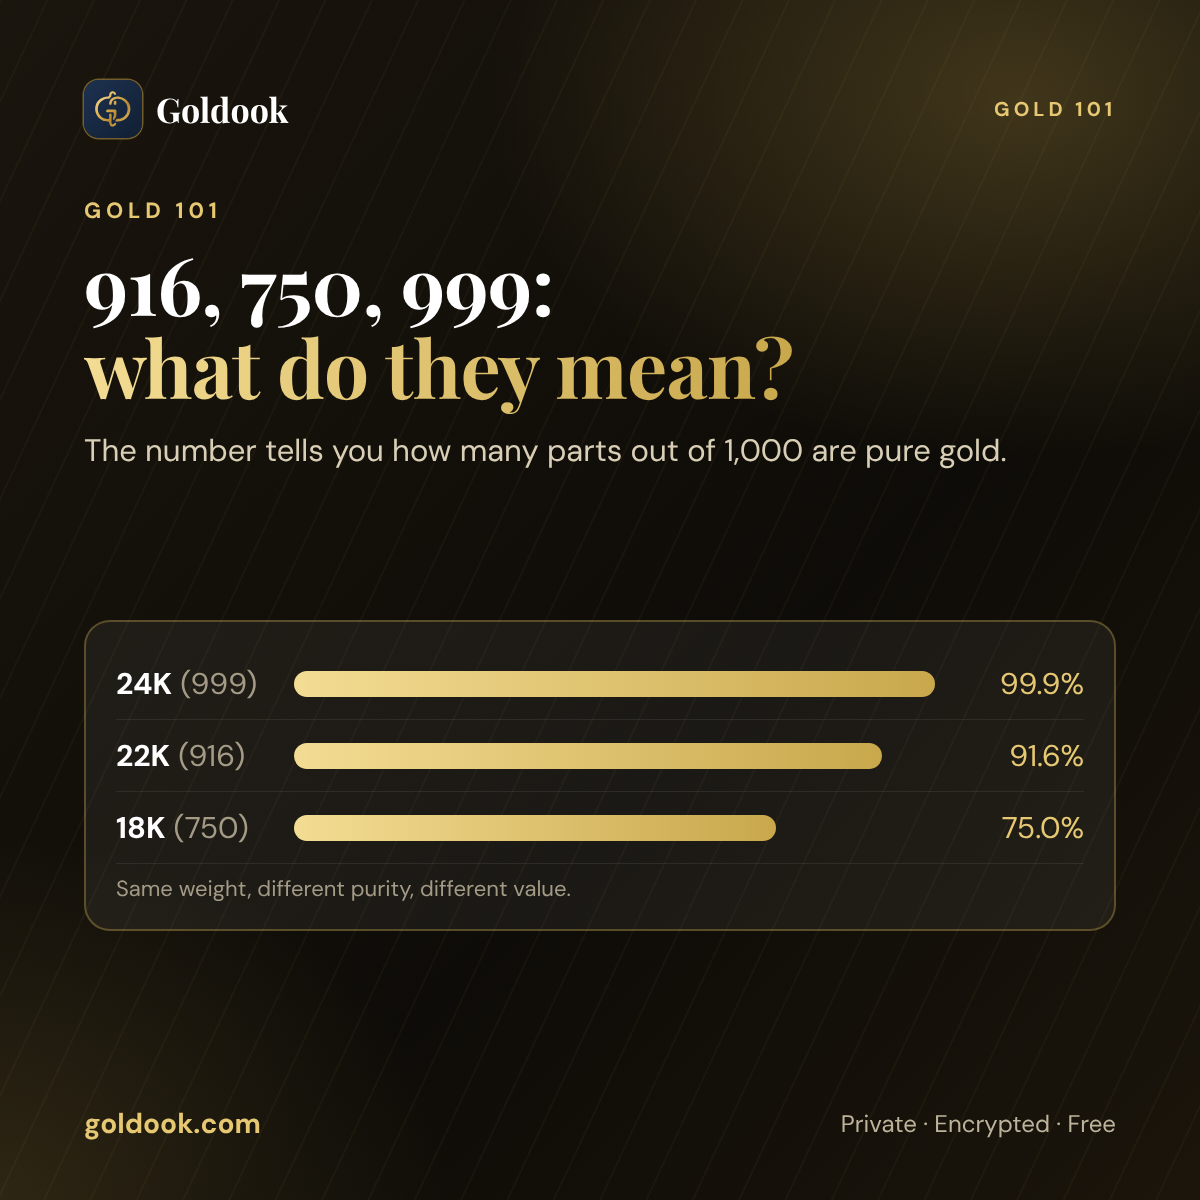 Goldook
GOLD 101
GOLD 101
916, 750, 999:
what do they mean?
The number tells you how many parts out of 1,000 are pure gold.
24K (999) 99.9%
22K (916) 91.6%
18K (750) 75.0%
Same weight, different purity, different value.
goldook.com
Private · Encrypted · Free